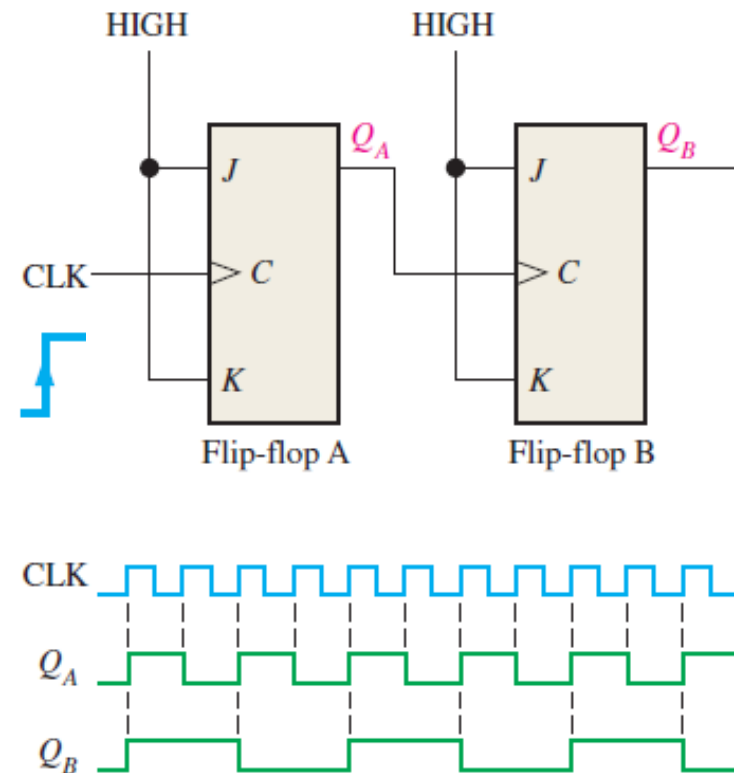 HIGH HIGH
Q_A Q_B
J J
CLK C C
K K
Flip-flop A Flip-flop B
CLK
Q_A
Q_B